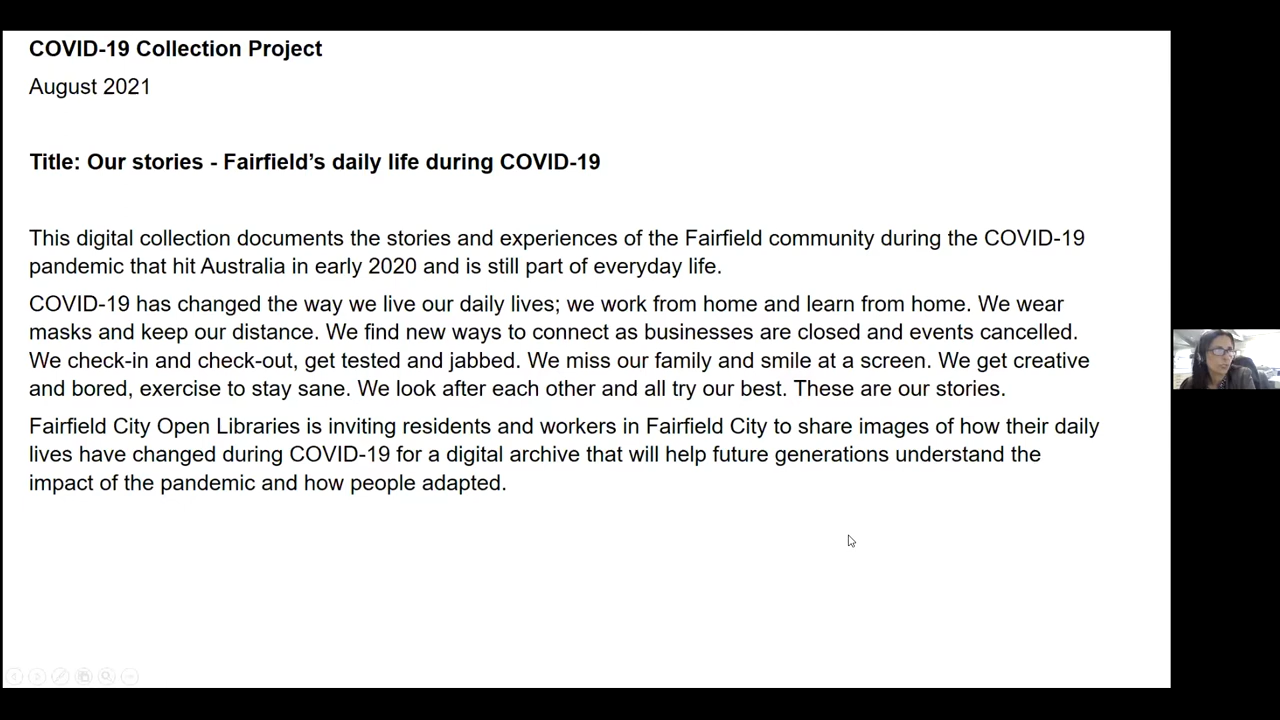 COVID-19 Collection Project
August 2021
Title: Our stories - Fairfield’s daily life during COVID-19
This digital collection documents the stories and experiences of the Fairfield community during the COVID-19
pandemic that hit Australia in early 2020 and is still part of everyday life.
COVID-19 has changed the way we live our daily lives; we work from home and learn from home. We wear
masks and keep our distance. We find new ways to connect as businesses are closed and events cancelled.
We check-in and check-out, get tested and jabbed. We miss our family and smile at a screen. We get creative
and bored, exercise to stay sane. We look after each other and all try our best. These are our stories.
Fairfield City Open Libraries is inviting residents and workers in Fairfield City to share images of how their daily
lives have changed during COVID-19 for a digital archive that will help future generations understand the
impact of the pandemic and how people adapted.